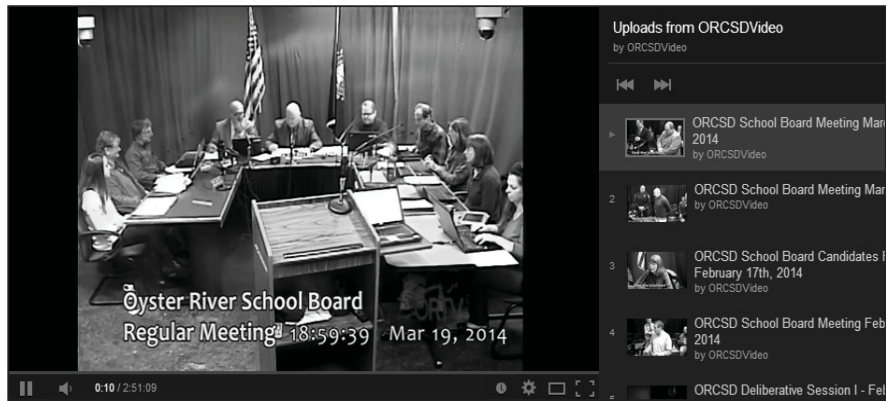 Oyster River School Board
Regular Meeting 18:59:39 Mar 19, 2014
0:10 / 2:51:09
Uploads from ORCSDVideo
by ORCSDVideo
ORCSD School Board Meeting Mar
2014
by ORCSDVideo
2
ORCSD School Board Meeting Mar
by ORCSDVideo
3
ORCSD School Board Candidates
February 17th, 2014
by ORCSDVideo
4
ORCSD School Board Meeting Feb
2014
by ORCSDVideo
ORCSD Deliberative Session I - Fe